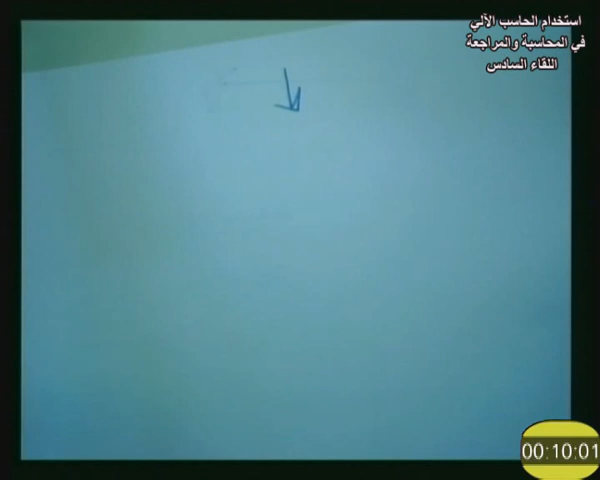 استخدام الحاسب الآلي
في المحاسبة والمراجعة
اللقاء السادس
00:10:01